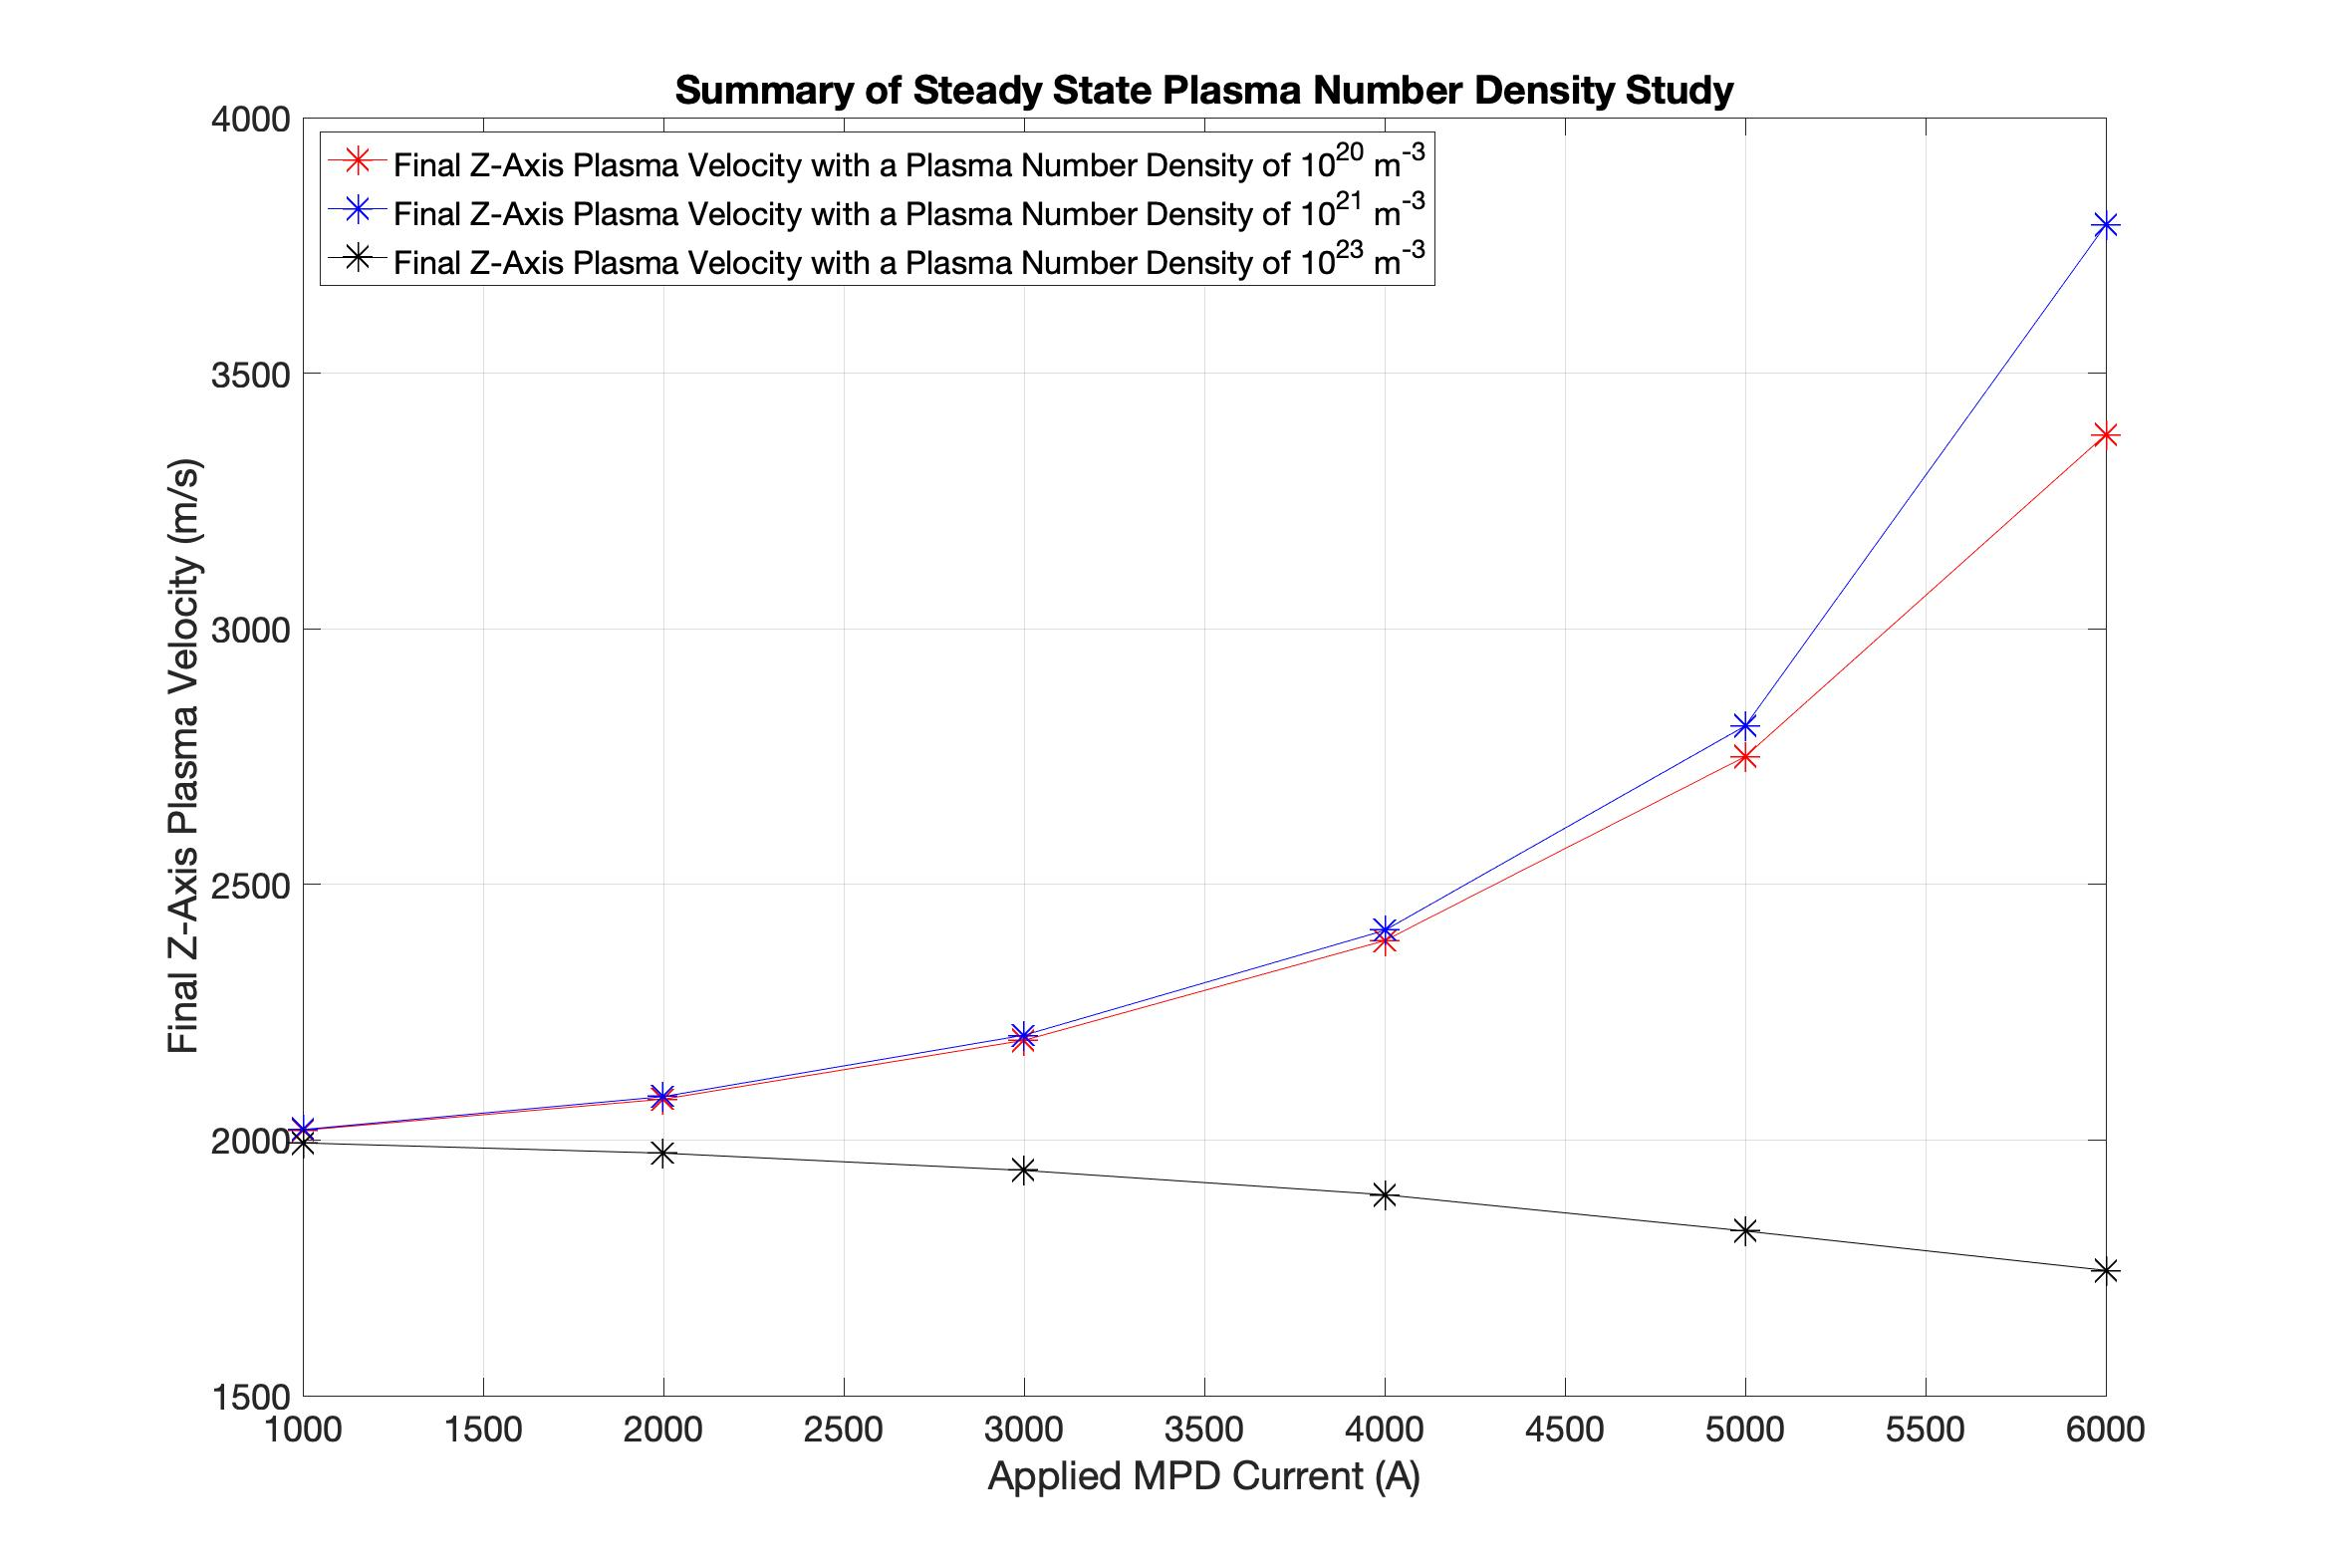 Summary of Steady State Plasma Number Density Study
Final Z-Axis Plasma Velocity with a Plasma Number Density of 10^20 m^-3
Final Z-Axis Plasma Velocity with a Plasma Number Density of 10^21 m^-3
Final Z-Axis Plasma Velocity with a Plasma Number Density of 10^23 m^-3
Final Z-Axis Plasma Velocity (m/s)
4000
3500
3000
2500
2000
1500
1000 1500 2000 2500 3000 3500 4000 4500 5000 5500 6000
Applied MPD Current (A)